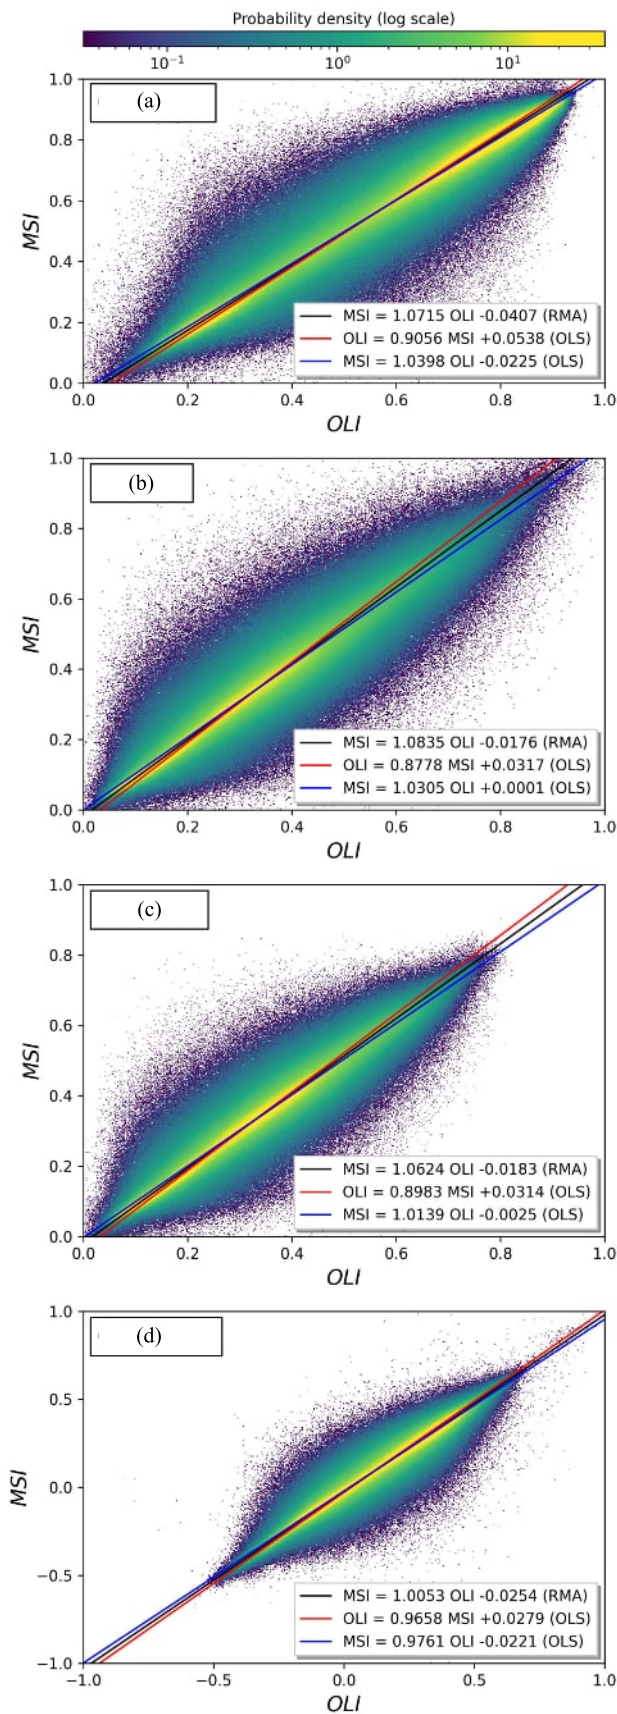 Probability density (log scale)
10⁻¹ 10⁰ 10¹
(a)
1.0
0.8
0.6
0.4
0.2
0.0
MSI
MSI = 1.0715 OLI -0.0407 (RMA)
OLI = 0.9056 MSI +0.0538 (OLS)
MSI = 1.0398 OLI -0.0225 (OLS)
0.2 0.4 0.6 0.8 1.0
OLI
(b)
1.0
0.8
0.6
0.4
0.2
0.0
MSI
MSI = 1.0835 OLI -0.0176 (RMA)
OLI = 0.8778 MSI +0.0317 (OLS)
MSI = 1.0305 OLI +0.0001 (OLS)
0.0 0.2 0.4 0.6 0.8 1.0
OLI
(c)
1.0
0.8
0.6
0.4
0.2
0.0
MSI
MSI = 1.0624 OLI -0.0183 (RMA)
OLI = 0.8983 MSI +0.0314 (OLS)
MSI = 1.0139 OLI -0.0025 (OLS)
0.0 0.2 0.4 0.6 0.8 1.0
OLI
(d)
1.0
0.5
0.0
−0.5
−1.0
MSI
MSI = 1.0053 OLI -0.0254 (RMA)
OLI = 0.9658 MSI +0.0279 (OLS)
MSI = 0.9761 OLI -0.0221 (OLS)
−1.0 −0.5 0.0 0.5 1.0
OLI